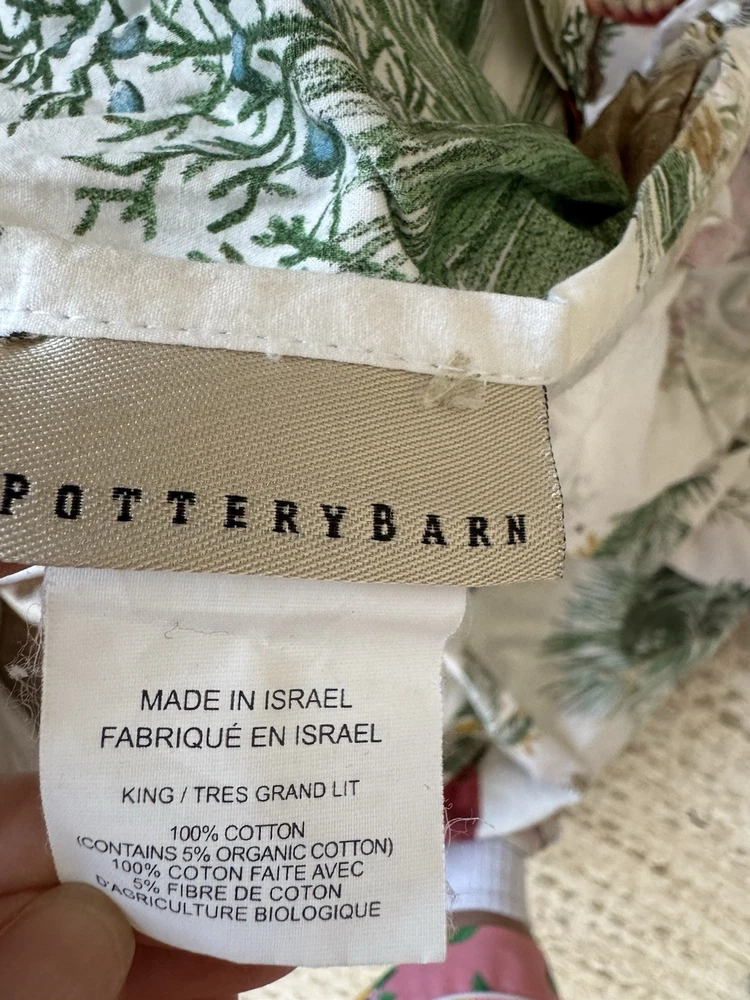 POTTERYBARN
MADE IN ISRAEL
FABRIQUÉ EN ISRAEL
KING / TRES GRAND LIT
100% COTTON
(CONTAINS 5% ORGANIC COTTON)
100% COTON FAITE AVEC
5% FIBRE DE COTON
D'AGRICULTURE BIOLOGIQUE